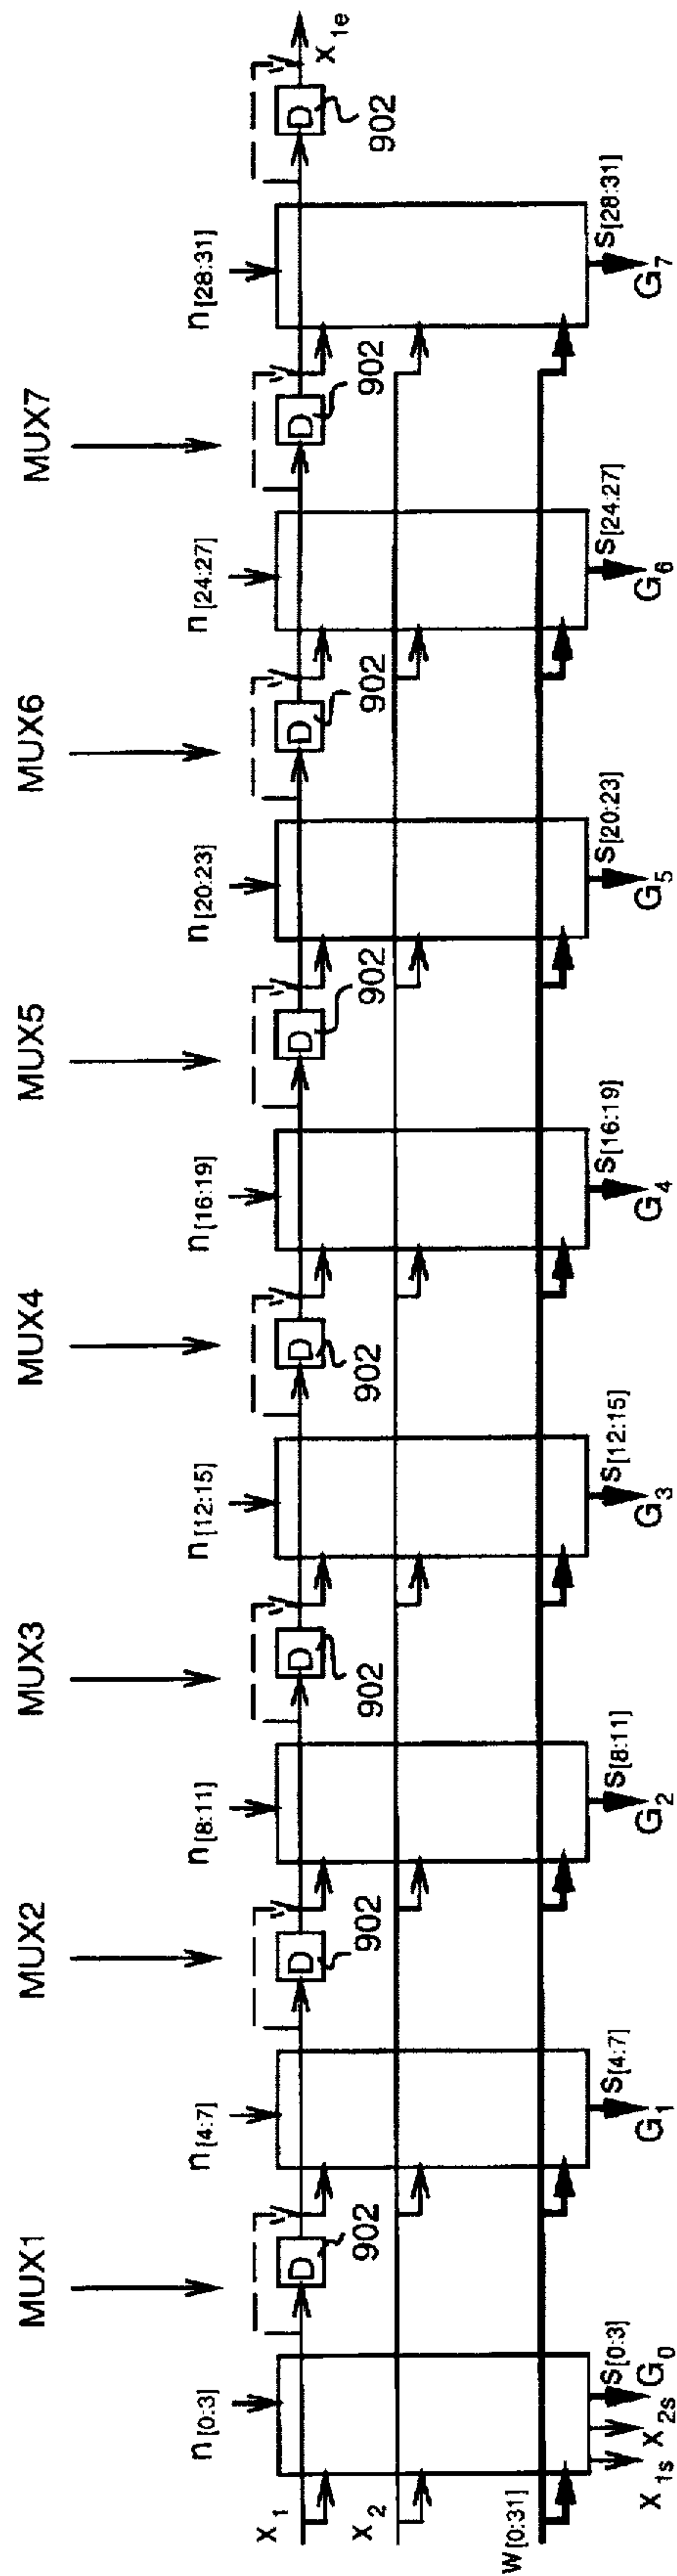 MUX1 MUX2 MUX3 MUX4 MUX5 MUX6 MUX7
n[0:3] n[4:7] n[8:11] n[12:15] n[16:19] n[20:23] n[24:27] n[28:31]
x1 D D D D D D D D x1e
902 902 902 902 902 902 902 902
x2
w[0:31]
s[0:3] s[4:7] s[8:11] s[12:15] s[16:19] s[20:23] s[24:27] s[28:31]
x1s x2s G0 G1 G2 G3 G4 G5 G6 G7